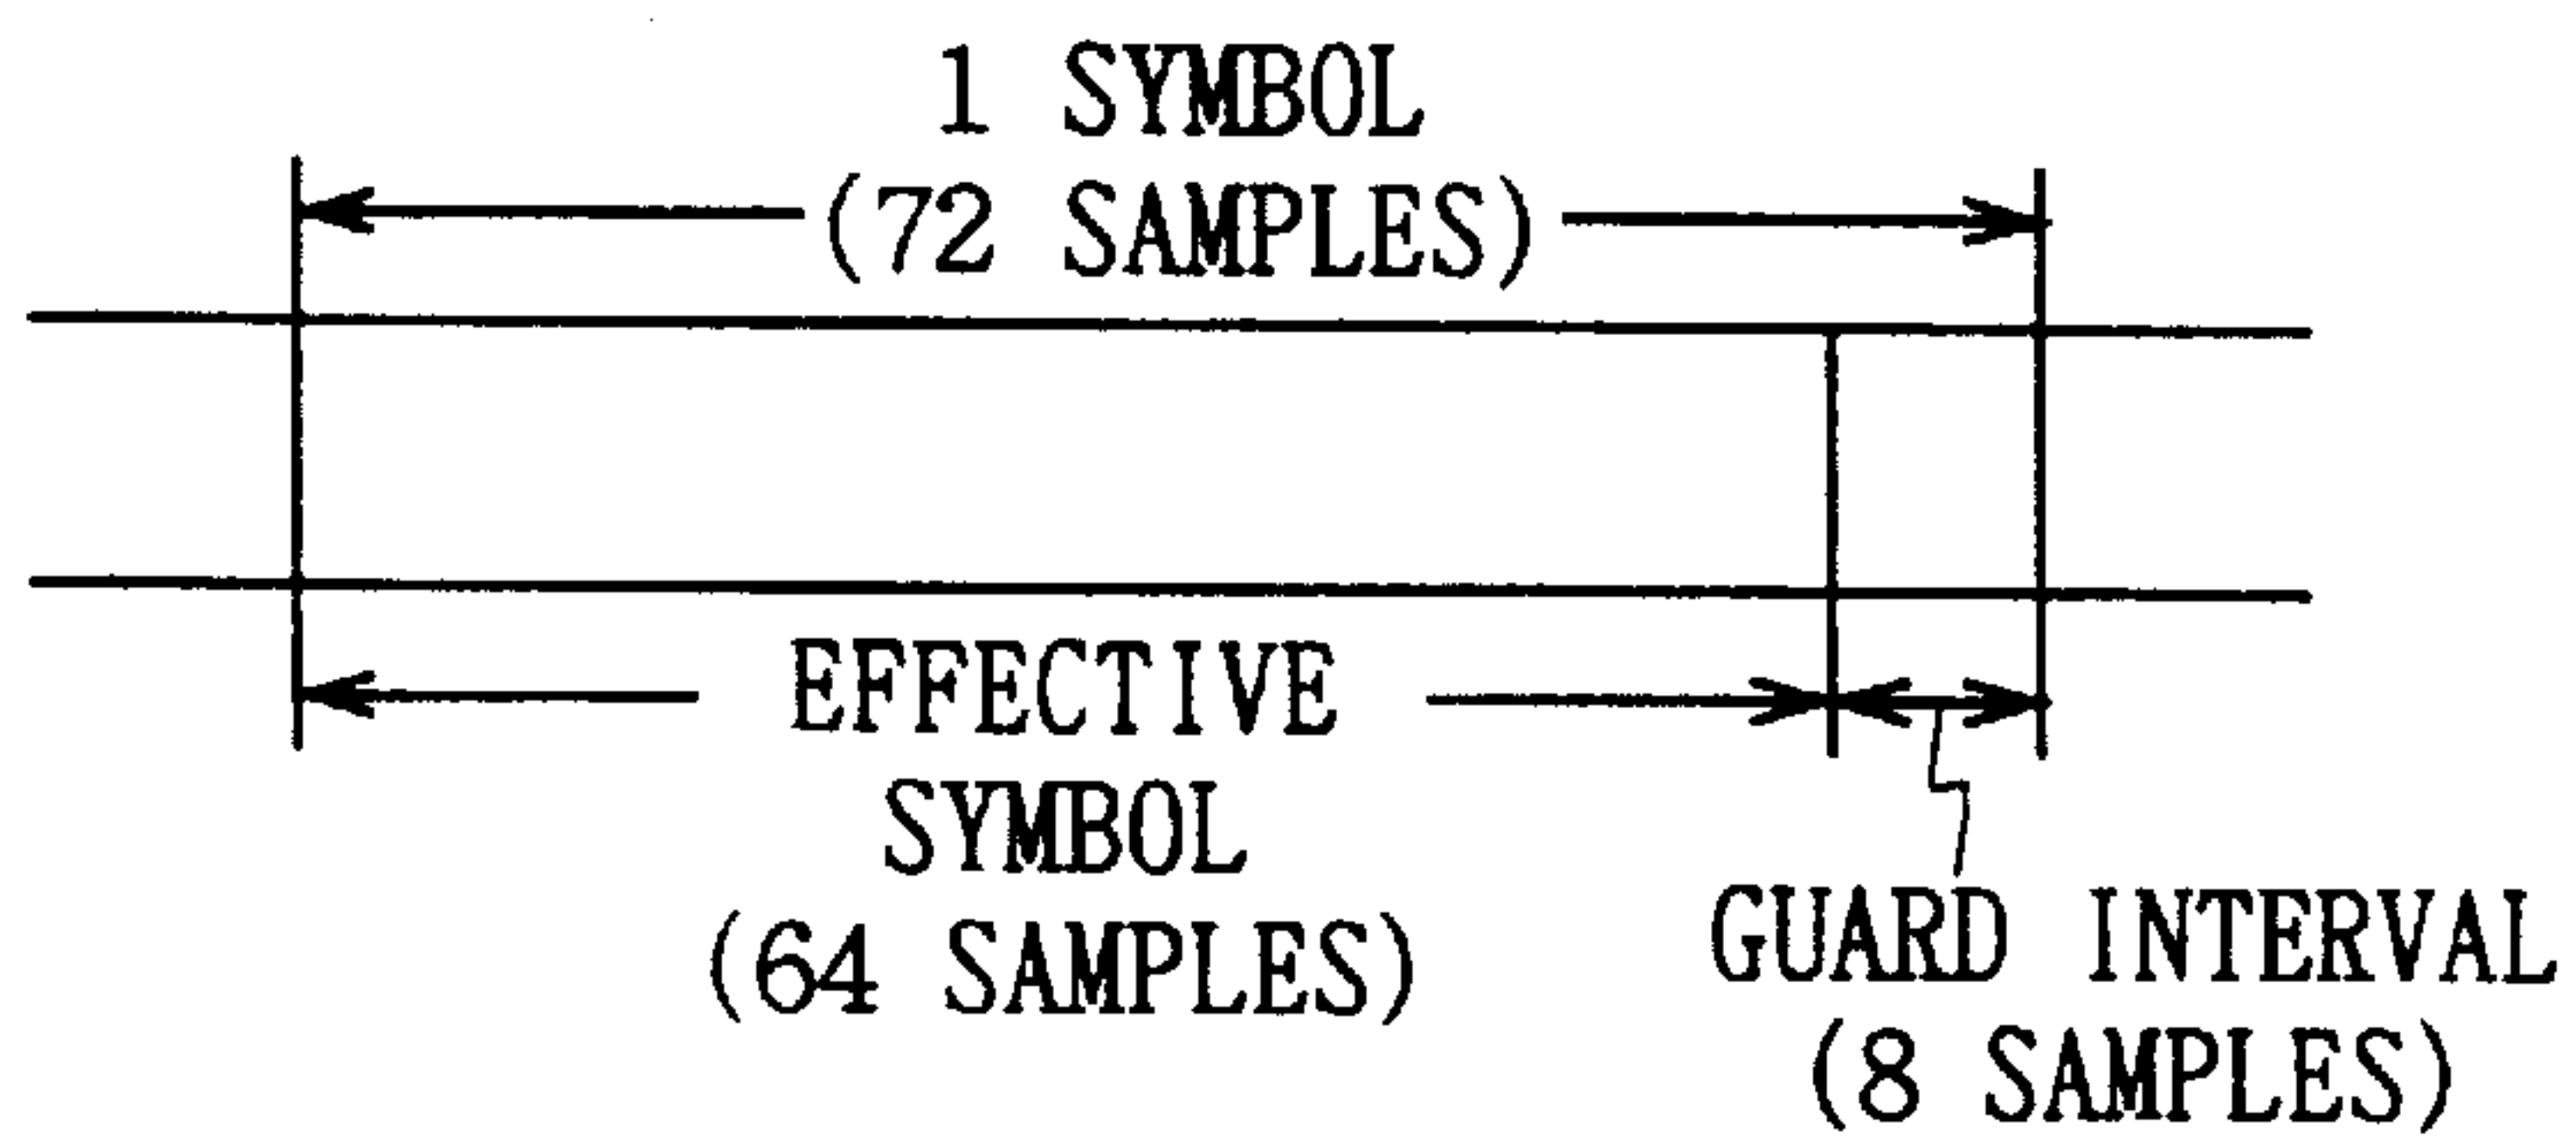 1 SYMBOL
(72 SAMPLES)
EFFECTIVE
SYMBOL
(64 SAMPLES)
GUARD INTERVAL
(8 SAMPLES)